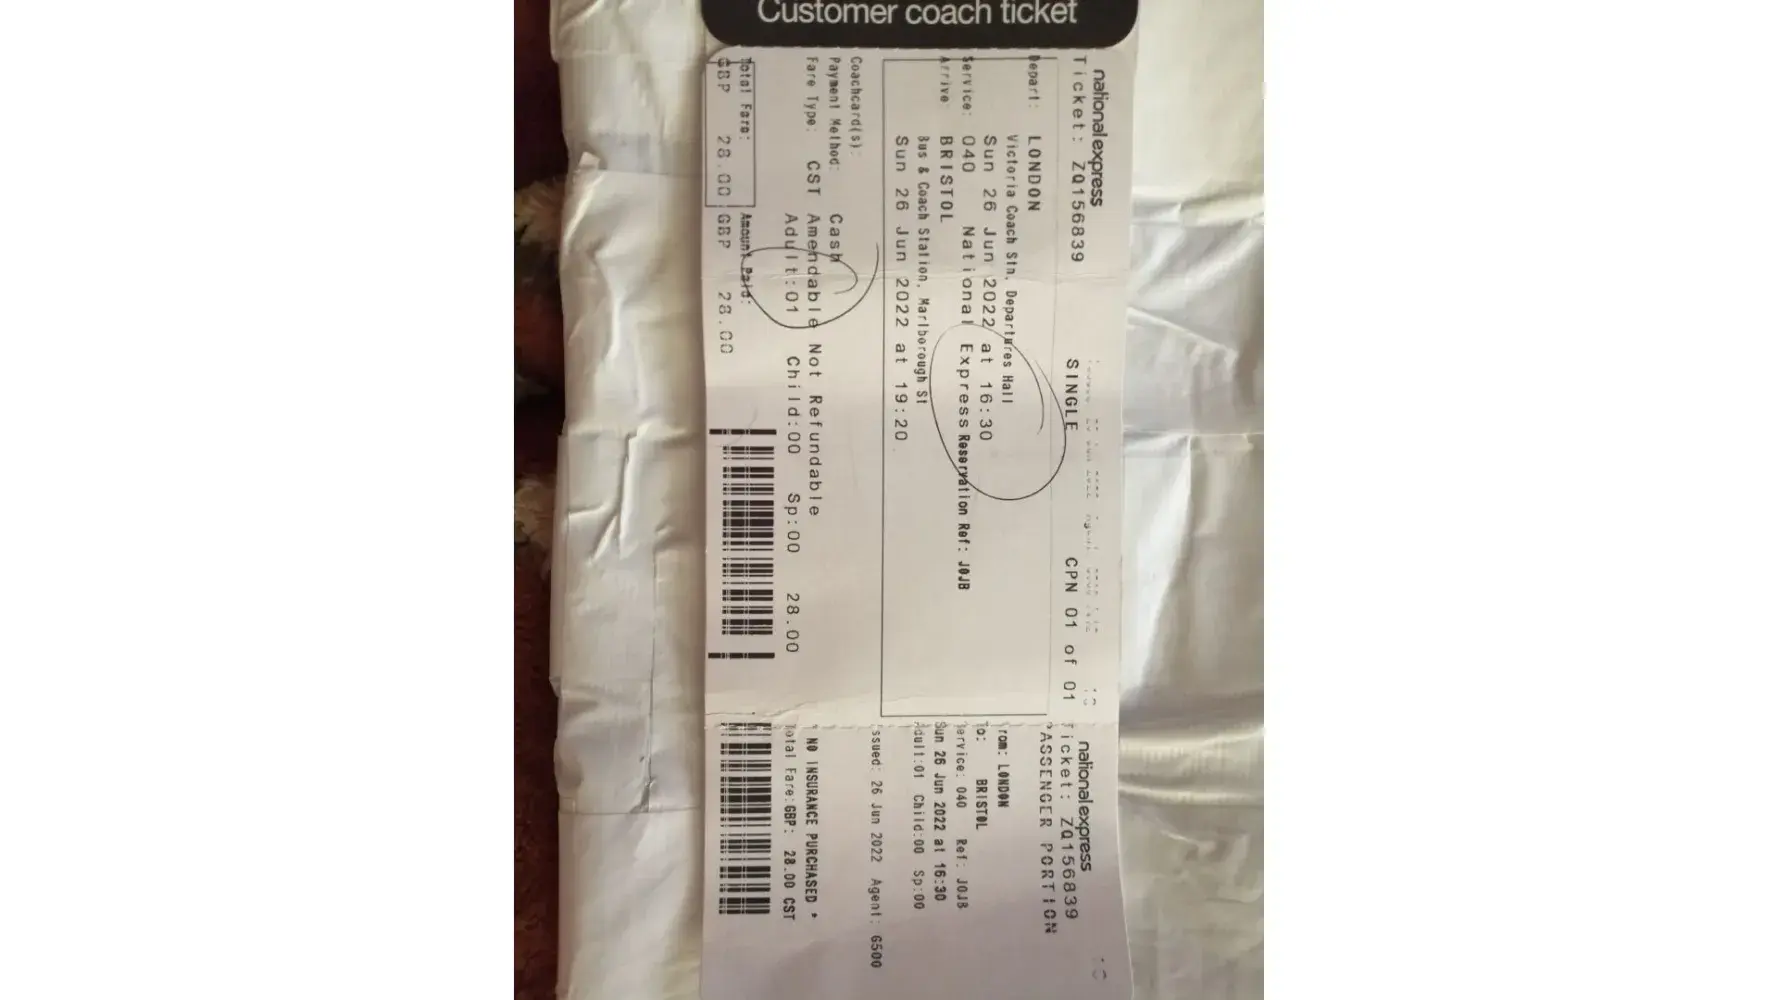 Customer coach ticket
nationalexpress
Ticket: ZQ156839 SINGLE CPN 01 of 01
Depart: LONDON
Victoria Coach Stn, Departures Hall
Sun 26 Jun 2022 at 16:30
Service: 040 National Express Reservation Ref: J0JB
Arrive: BRISTOL
Bus & Coach Station, Marlborough St
Sun 26 Jun 2022 at 19:20
Coachcard(s):
Payment Method: Cash
Fare Type: CST Amendable Not Refundable
Adult:01 Child:00 Sp:00 28.00
Total Fare: Amount Paid:
GBP 28.00 GBP 28.00
nationalexpress
Ticket: ZQ156839
PASSENGER PORTION
From: LONDON
To: BRISTOL
Service: 040 Ref: J0JB
Sun 26 Jun 2022 at 16:30
Adult:01 Child:00 Sp:00
Issued: 26 Jun 2022 Agent: G500
* NO INSURANCE PURCHASED *
Total Fare:GBP: 28.00 CST